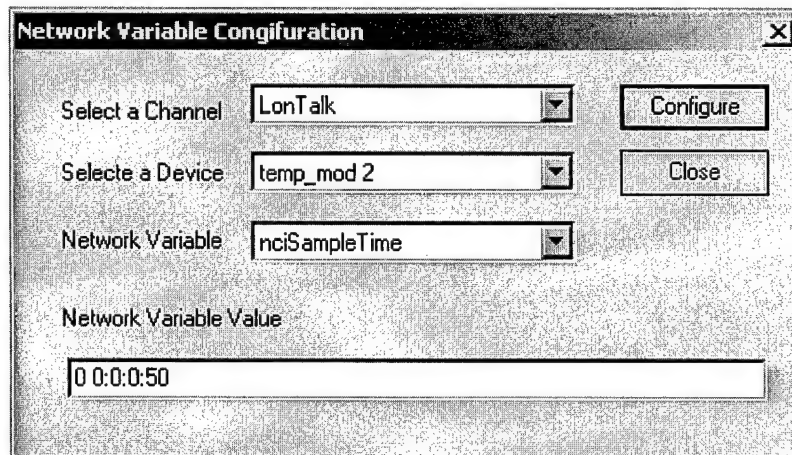 Network Variable Congifuration
Select a Channel LonTalk Configure
Selecte a Device temp_mod 2 Close
Network Variable nciSampleTime
Network Variable Value
0 0:0:0:50